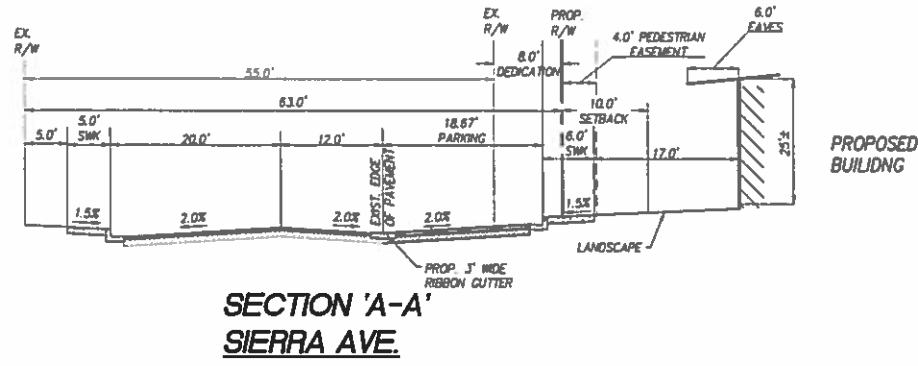 EX.
R/W
EX.
R/W
PROP.
R/W
6.0'
EAVES
4.0' PEDESTRIAN
EASEMENT
8.0'
DEDICATION
55.0'
63.0'
10.0'
SETBACK
5.0'
5.0'
SWK
20.0'
12.0'
18.67'
PARKING
6.0'
SWK
17.0'
25'±
PROPOSED
BUILIDNG
EXIST. EDGE
OF PAVEMENT
1.5%
2.0%
2.0%
2.0%
1.5%
LANDSCAPE
PROP. 3' WIDE
RIBBON GUTTER
SECTION 'A-A'
SIERRA AVE.